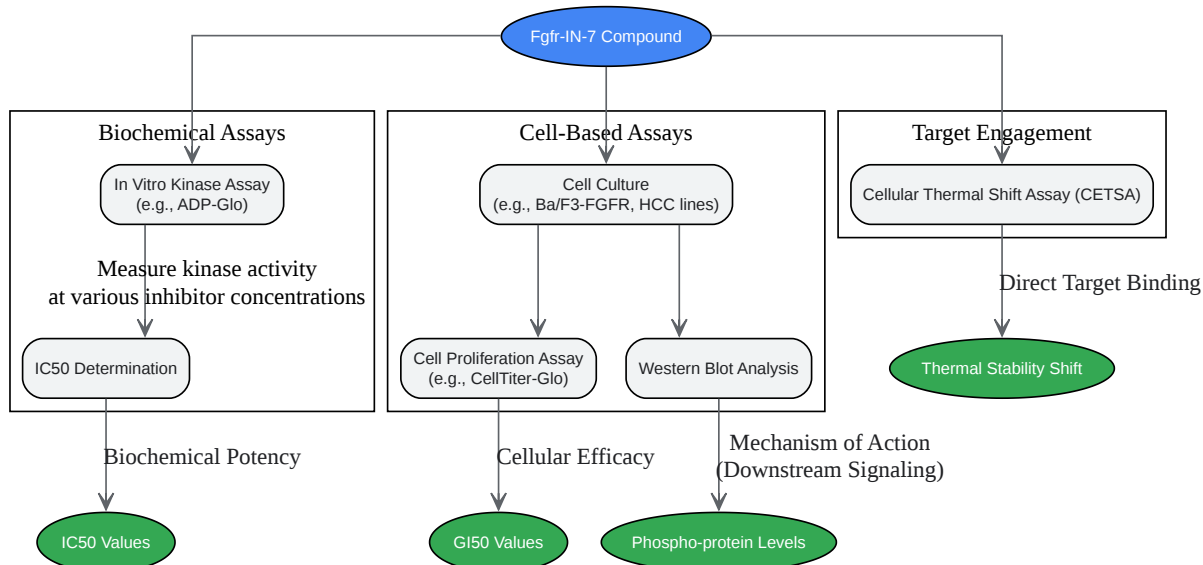 Fgfr-IN-7 Compound
Biochemical Assays
Cell-Based Assays
Target Engagement
In Vitro Kinase Assay
(e.g., ADP-Glo)
Cell Culture
(e.g., Ba/F3-FGFR, HCC lines)
Cellular Thermal Shift Assay (CETSA)
Measure kinase activity
at various inhibitor concentrations
Direct Target Binding
IC50 Determination
Cell Proliferation Assay
(e.g., CellTiter-Glo)
Western Blot Analysis
Thermal Stability Shift
Biochemical Potency
Cellular Efficacy
Mechanism of Action
(Downstream Signaling)
IC50 Values
GI50 Values
Phospho-protein Levels